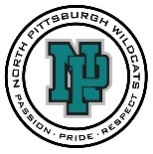 NORTH PITTSBURGH WILDCATS
NP
PASSION · PRIDE · RESPECT